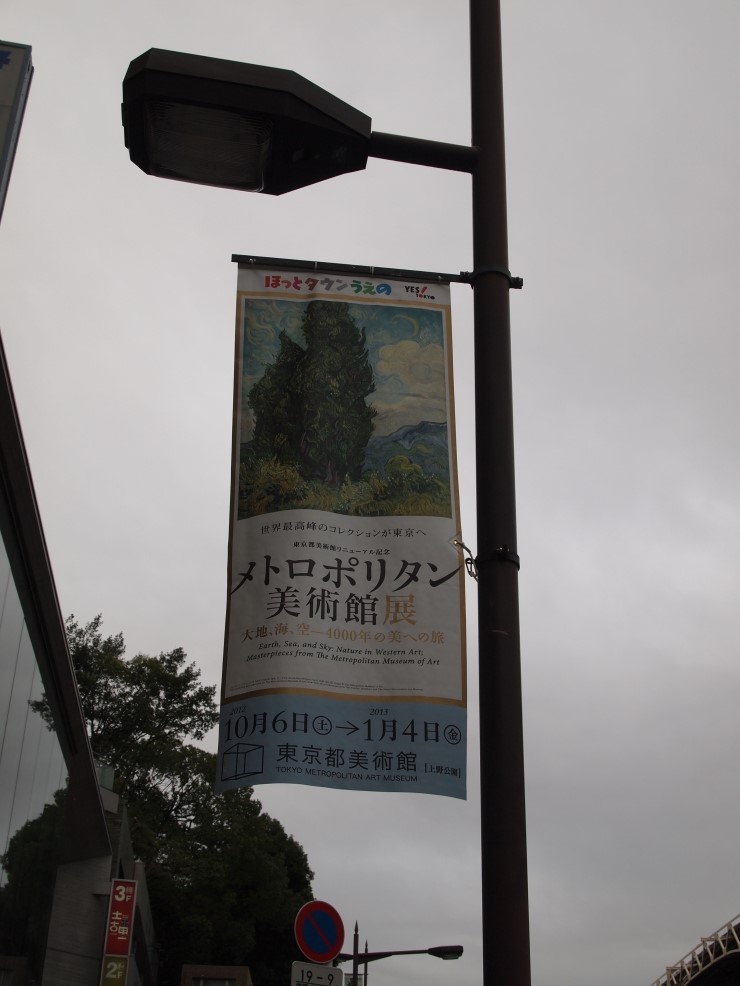 ほっとタウンうえの YES! TOKYO
世界最高峰のコレクションが東京へ
東京都美術館リニューアル記念
メトロポリタン
美術館展
大地、海、空―4000年の美への旅
Earth, Sea, and Sky: Nature in Western Art;
Masterpieces from The Metropolitan Museum of Art
2012 2013
10月6日(土)→1月4日(金)
東京都美術館 [上野公園]
TOKYO METROPOLITAN ART MUSEUM
3F
2F
19-9